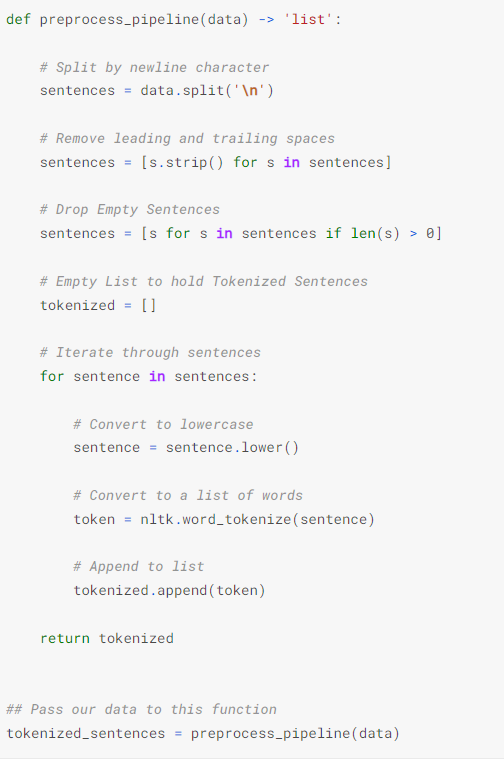 def preprocess_pipeline(data) -> 'list':
# Split by newline character
sentences = data.split('\n')
# Remove leading and trailing spaces
sentences = [s.strip() for s in sentences]
# Drop Empty Sentences
sentences = [s for s in sentences if len(s) > 0]
# Empty List to hold Tokenized Sentences
tokenized = []
# Iterate through sentences
for sentence in sentences:
# Convert to lowercase
sentence = sentence.lower()
# Convert to a list of words
token = nltk.word_tokenize(sentence)
# Append to list
tokenized.append(token)
return tokenized
## Pass our data to this function
tokenized_sentences = preprocess_pipeline(data)